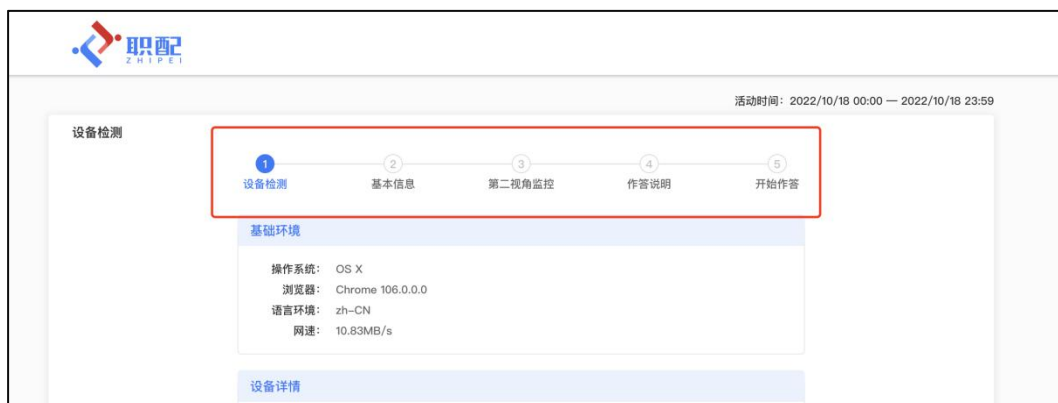 职配
ZHIPEI
活动时间：2022/10/18 00:00 — 2022/10/18 23:59
设备检测
1 2 3 4 5
设备检测 基本信息 第二视角监控 作答说明 开始作答
基础环境
操作系统： OS X
浏览器： Chrome 106.0.0.0
语言环境： zh-CN
网速： 10.83MB/s
设备详情